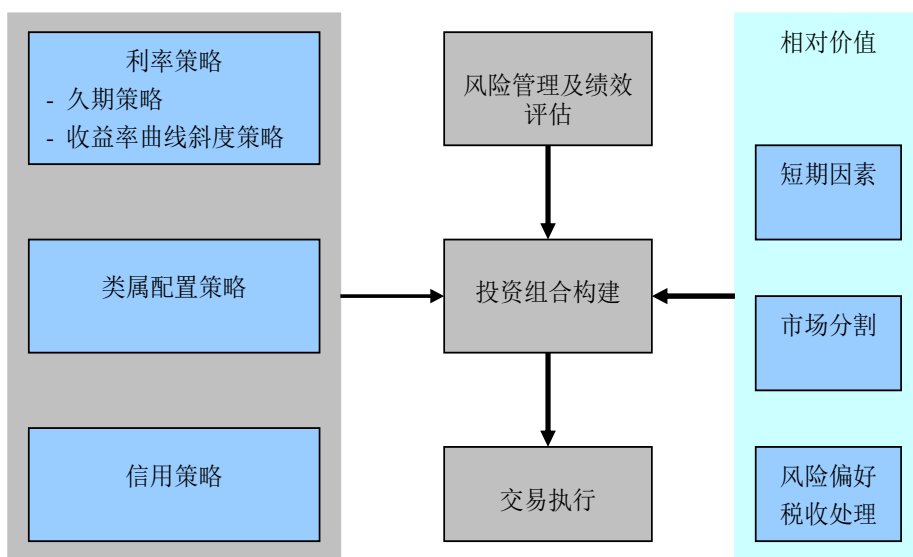 利率策略
- 久期策略
- 收益率曲线斜度策略
类属配置策略
信用策略
风险管理及绩效
评估
投资组合构建
交易执行
相对价值
短期因素
市场分割
风险偏好
税收处理